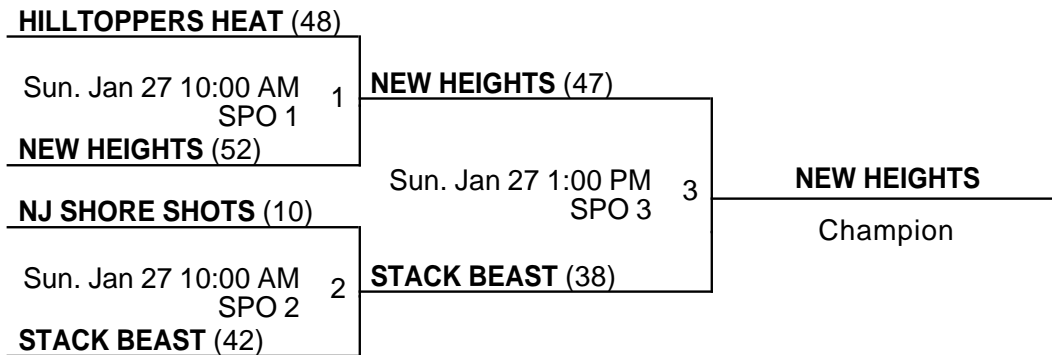 HILLTOPPERS HEAT (48)
Sun. Jan 27 10:00 AM
SPO 1
1
NEW HEIGHTS (52)
NEW HEIGHTS (47)
NJ SHORE SHOTS (10)
Sun. Jan 27 10:00 AM
SPO 2
2
STACK BEAST (42)
STACK BEAST (38)
Sun. Jan 27 1:00 PM
SPO 3
3
NEW HEIGHTS
Champion